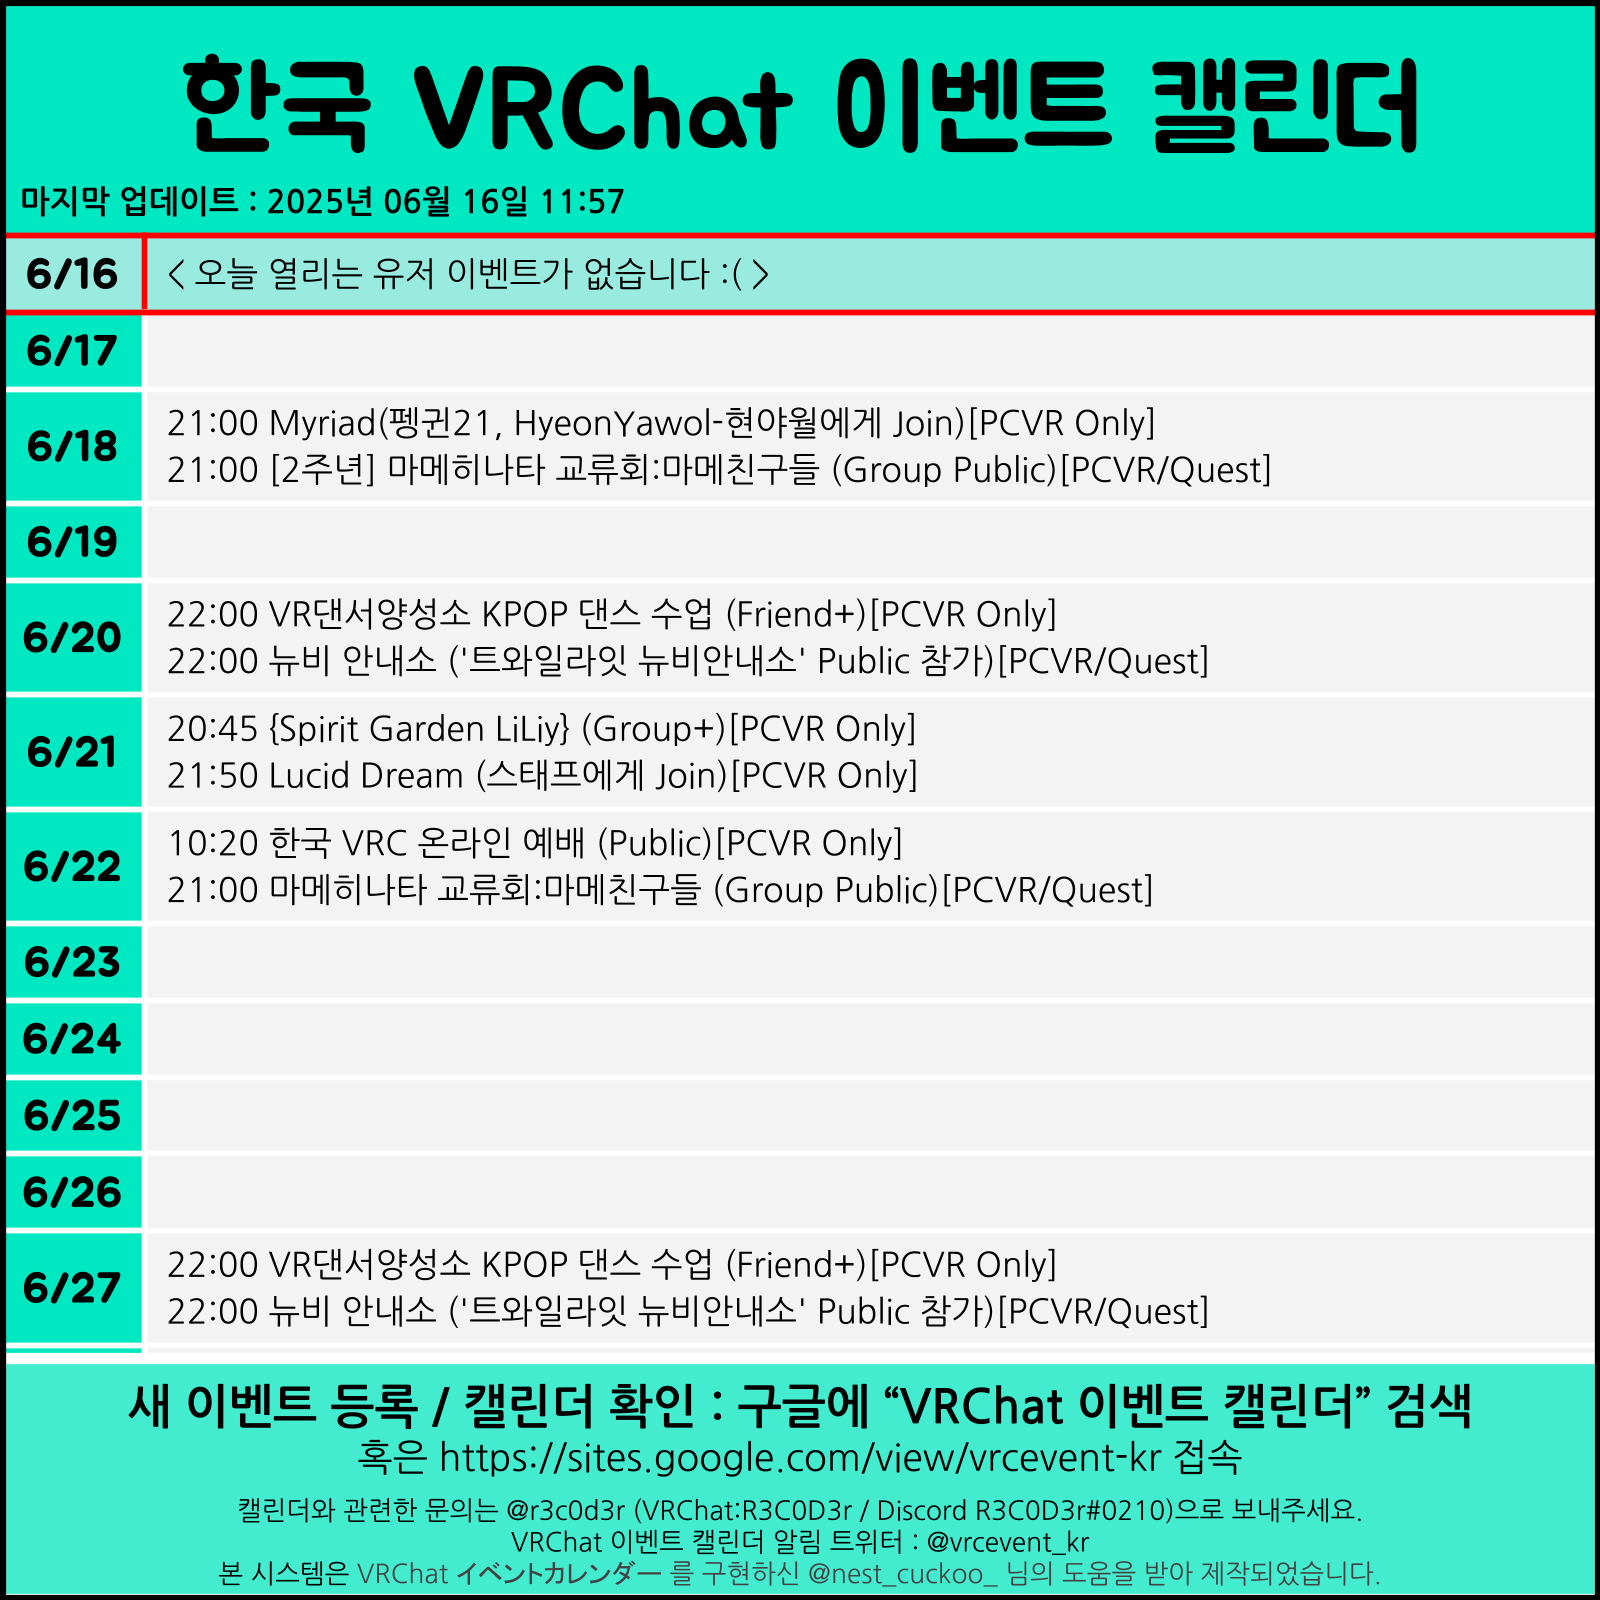 한국 VRChat 이벤트 캘린더
마지막 업데이트 : 2025년 06월 16일 11:57
6/16
< 오늘 열리는 유저 이벤트가 없습니다 :( >
6/17
6/18
21:00 Myriad(펭귄21, HyeonYawol-현야월에게 Join)[PCVR Only]
21:00 [2주년] 마메히나타 교류회:마메친구들 (Group Public)[PCVR/Quest]
6/19
6/20
22:00 VR댄서양성소 KPOP 댄스 수업 (Friend+)[PCVR Only]
22:00 뉴비 안내소 ('트와일라잇 뉴비안내소' Public 참가)[PCVR/Quest]
6/21
20:45 {Spirit Garden LiLiy} (Group+)[PCVR Only]
21:50 Lucid Dream (스태프에게 Join)[PCVR Only]
6/22
10:20 한국 VRC 온라인 예배 (Public)[PCVR Only]
21:00 마메히나타 교류회:마메친구들 (Group Public)[PCVR/Quest]
6/23
6/24
6/25
6/26
6/27
22:00 VR댄서양성소 KPOP 댄스 수업 (Friend+)[PCVR Only]
22:00 뉴비 안내소 ('트와일라잇 뉴비안내소' Public 참가)[PCVR/Quest]
새 이벤트 등록 / 캘린더 확인 : 구글에 “VRChat 이벤트 캘린더” 검색
혹은 https://sites.google.com/view/vrcevent-kr 접속
캘린더와 관련한 문의는 @r3c0d3r (VRChat:R3C0D3r / Discord R3C0D3r#0210)으로 보내주세요.
VRChat 이벤트 캘린더 알림 트위터 : @vrcevent_kr
본 시스템은 VRChat イベントカレンダー 를 구현하신 @nest_cuckoo_ 님의 도움을 받아 제작되었습니다.